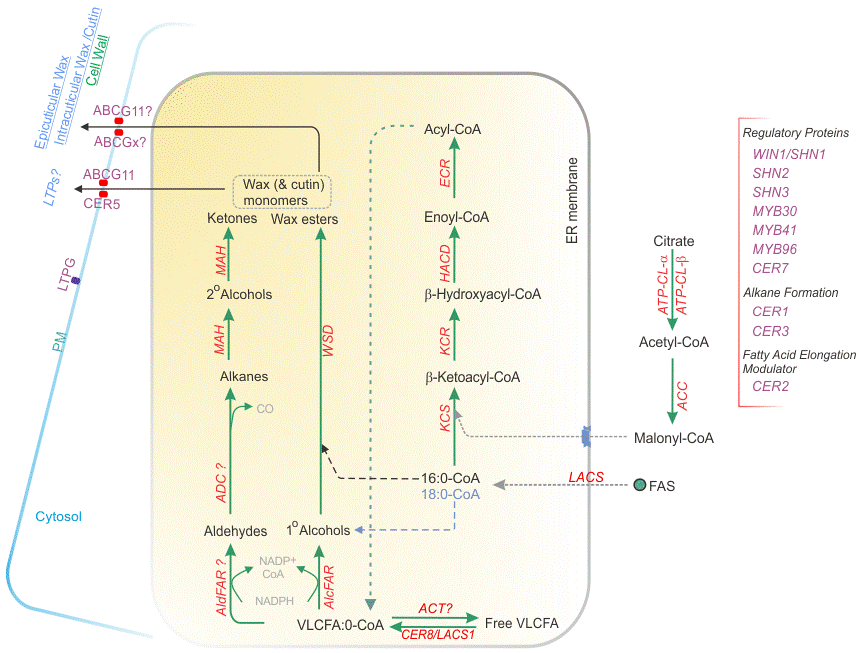 Epicuticular Wax
Intracuticular Wax /Cutin
Cell Wall
ABCG11?
ABCGx?
LTPs?
ABCG11
CER5
LTPG
PM
Cytosol
Wax (& cutin)
monomers
Ketones
Wax esters
MAH
2o Alcohols
MAH
WSD
Alkanes
CO
ADC ?
Aldehydes
1o Alcohols
NADP+
CoA
NADPH
AldFAR ?
AlcFAR
VLCFA:0-CoA
ACT?
CER8/LACS1
Free VLCFA
Acyl-CoA
ECR
Enoyl-CoA
HACD
β-Hydroxyacyl-CoA
KCR
β-Ketoacyl-CoA
KCS
16:0-CoA
18:0-CoA
ER membrane
LACS
FAS
Citrate
ATP-CL-α
ATP-CL-β
Acetyl-CoA
ACC
Malonyl-CoA
Regulatory Proteins
WIN1/SHN1
SHN2
SHN3
MYB30
MYB41
MYB96
CER7
Alkane Formation
CER1
CER3
Fatty Acid Elongation
Modulator
CER2